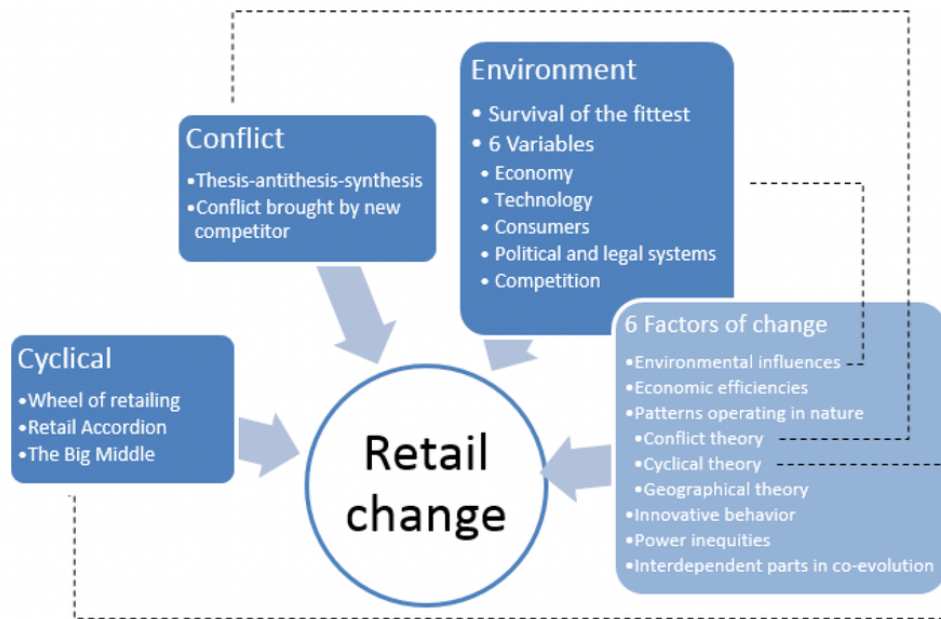 Conflict
•Thesis-antithesis-synthesis
•Conflict brought by new
competitor
Environment
• Survival of the fittest
• 6 Variables
• Economy
• Technology
• Consumers
• Political and legal systems
• Competition
Cyclical
•Wheel of retailing
•Retail Accordion
•The Big Middle
Retail
change
6 Factors of change
•Environmental influences
•Economic efficiencies
•Patterns operating in nature
•Conflict theory
•Cyclical theory
•Geographical theory
•Innovative behavior
•Power inequities
•Interdependent parts in co-evolution